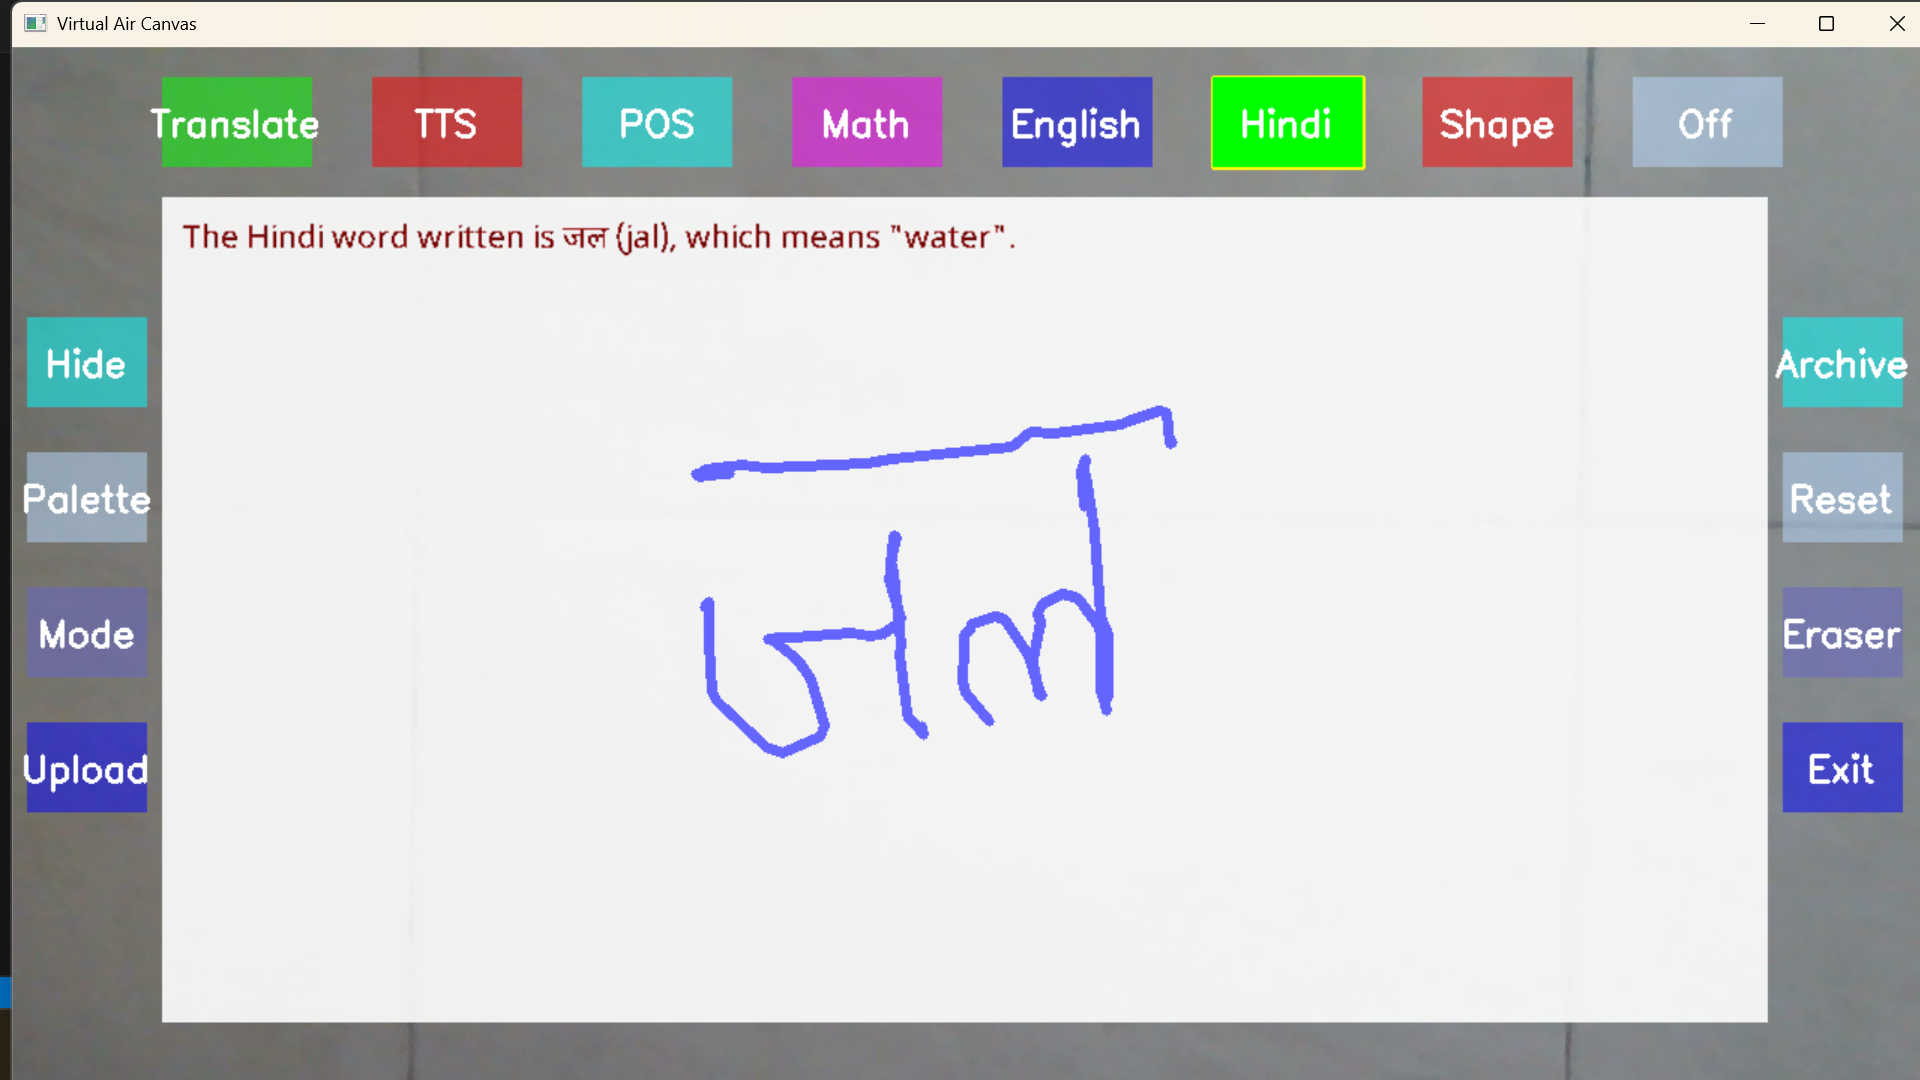 Virtual Air Canvas
Translate TTS POS Math English Hindi Shape Off
The Hindi word written is जल (jal), which means "water".
Hide
Archive
Palette
Reset
जल
Mode
Eraser
Upload
Exit